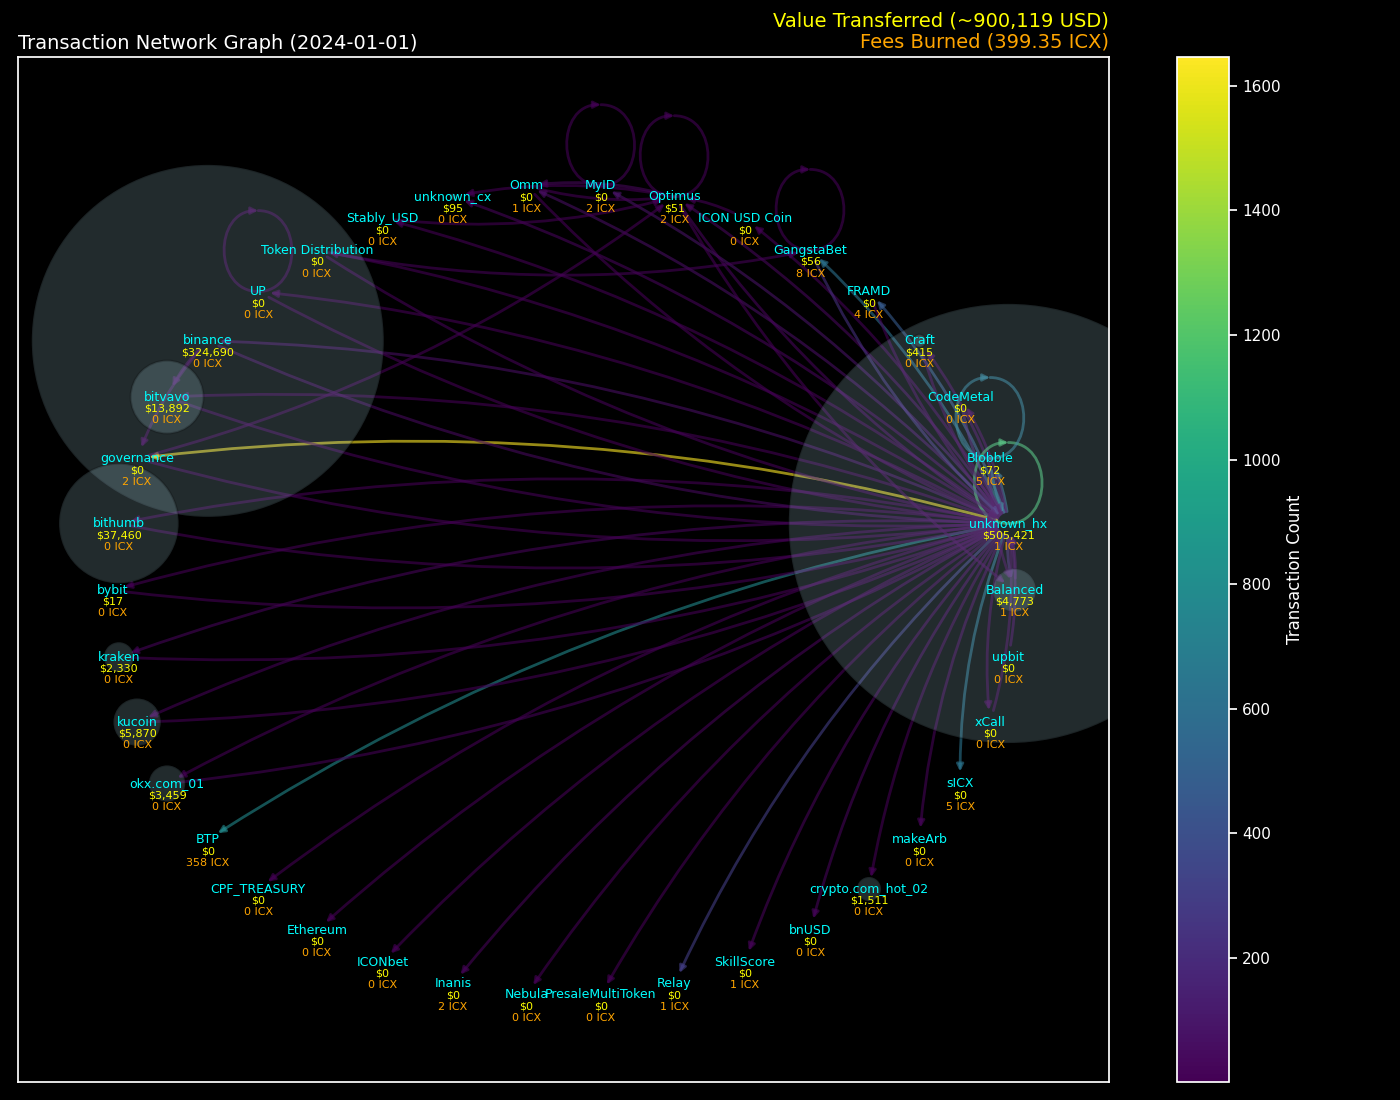 Value Transferred (~900,119 USD)
Transaction Network Graph (2024-01-01)
Fees Burned (399.35 ICX)
Omm
$0
1 ICX
MyID
$0
2 ICX
Optimus
$51
2 ICX
unknown_cx
$95
0 ICX
Stably_USD
$0
0 ICX
ICON USD Coin
$0
0 ICX
Token Distribution
$0
0 ICX
GangstaBet
$56
8 ICX
UP
$0
0 ICX
FRAMD
$0
4 ICX
binance
$324,690
0 ICX
Craft
$415
0 ICX
bitvavo
$13,892
0 ICX
CodeMetal
$0
0 ICX
governance
$0
2 ICX
Blobble
$72
5 ICX
bithumb
$37,460
0 ICX
unknown_hx
$505,421
1 ICX
bybit
$17
0 ICX
Balanced
$4,773
1 ICX
kraken
$2,330
0 ICX
upbit
$0
0 ICX
kucoin
$5,870
0 ICX
xCall
$0
0 ICX
okx.com_01
$3,459
0 ICX
sICX
$0
5 ICX
BTP
$0
358 ICX
makeArb
$0
0 ICX
CPF_TREASURY
$0
0 ICX
crypto.com_hot_02
$1,511
0 ICX
Ethereum
$0
0 ICX
bnUSD
$0
0 ICX
ICONbet
$0
0 ICX
SkillScore
$0
1 ICX
Inanis
$0
2 ICX
Nebula
$0
0 ICX
PresaleMultiToken
$0
0 ICX
Relay
$0
1 ICX
1600
1400
1200
1000
800
600
400
200
Transaction Count